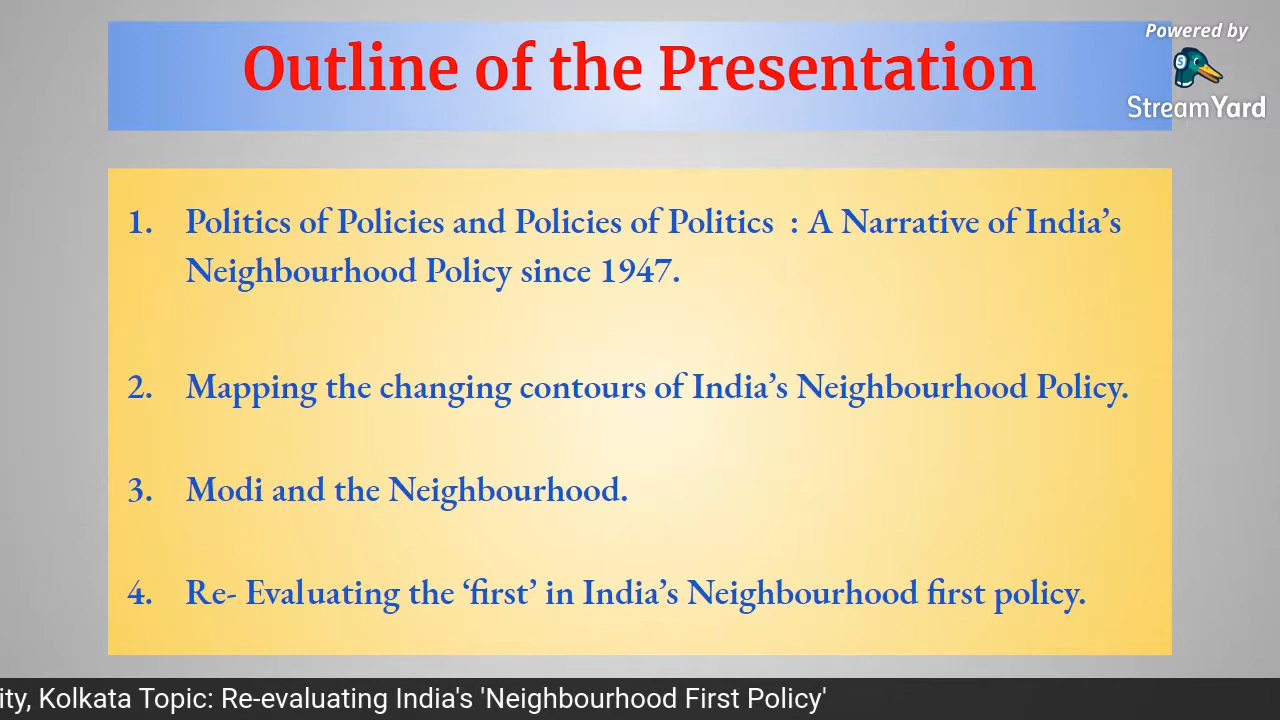 Outline of the Presentation
Powered by
StreamYard
1. Politics of Policies and Policies of Politics : A Narrative of India’s
Neighbourhood Policy since 1947.
2. Mapping the changing contours of India’s Neighbourhood Policy.
3. Modi and the Neighbourhood.
4. Re- Evaluating the ‘first’ in India’s Neighbourhood first policy.
ity, Kolkata Topic: Re-evaluating India's 'Neighbourhood First Policy'